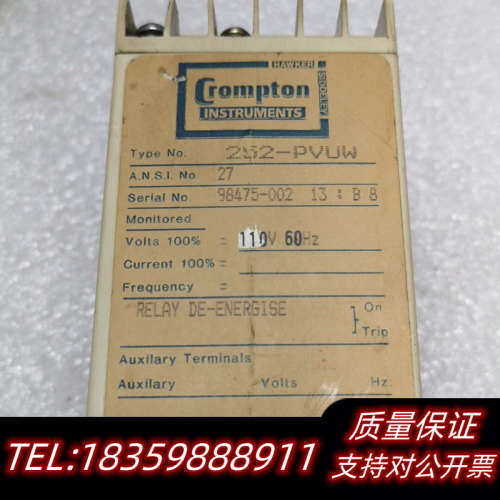 HAWKER
SIDDELEY
Crompton
INSTRUMENTS
Type No. 252-PVUW
A.N.S.I. No. 27
Serial No. 98475-002 13 : B 8
Monitored
Volts 100% = 110V 60Hz
Current 100% =
Frequency =
RELAY DE-ENERGISE
On
Trip
Auxilary Terminals
Auxilary Volts Hz.
TEL:18359888911
质量保证
支持对公开票